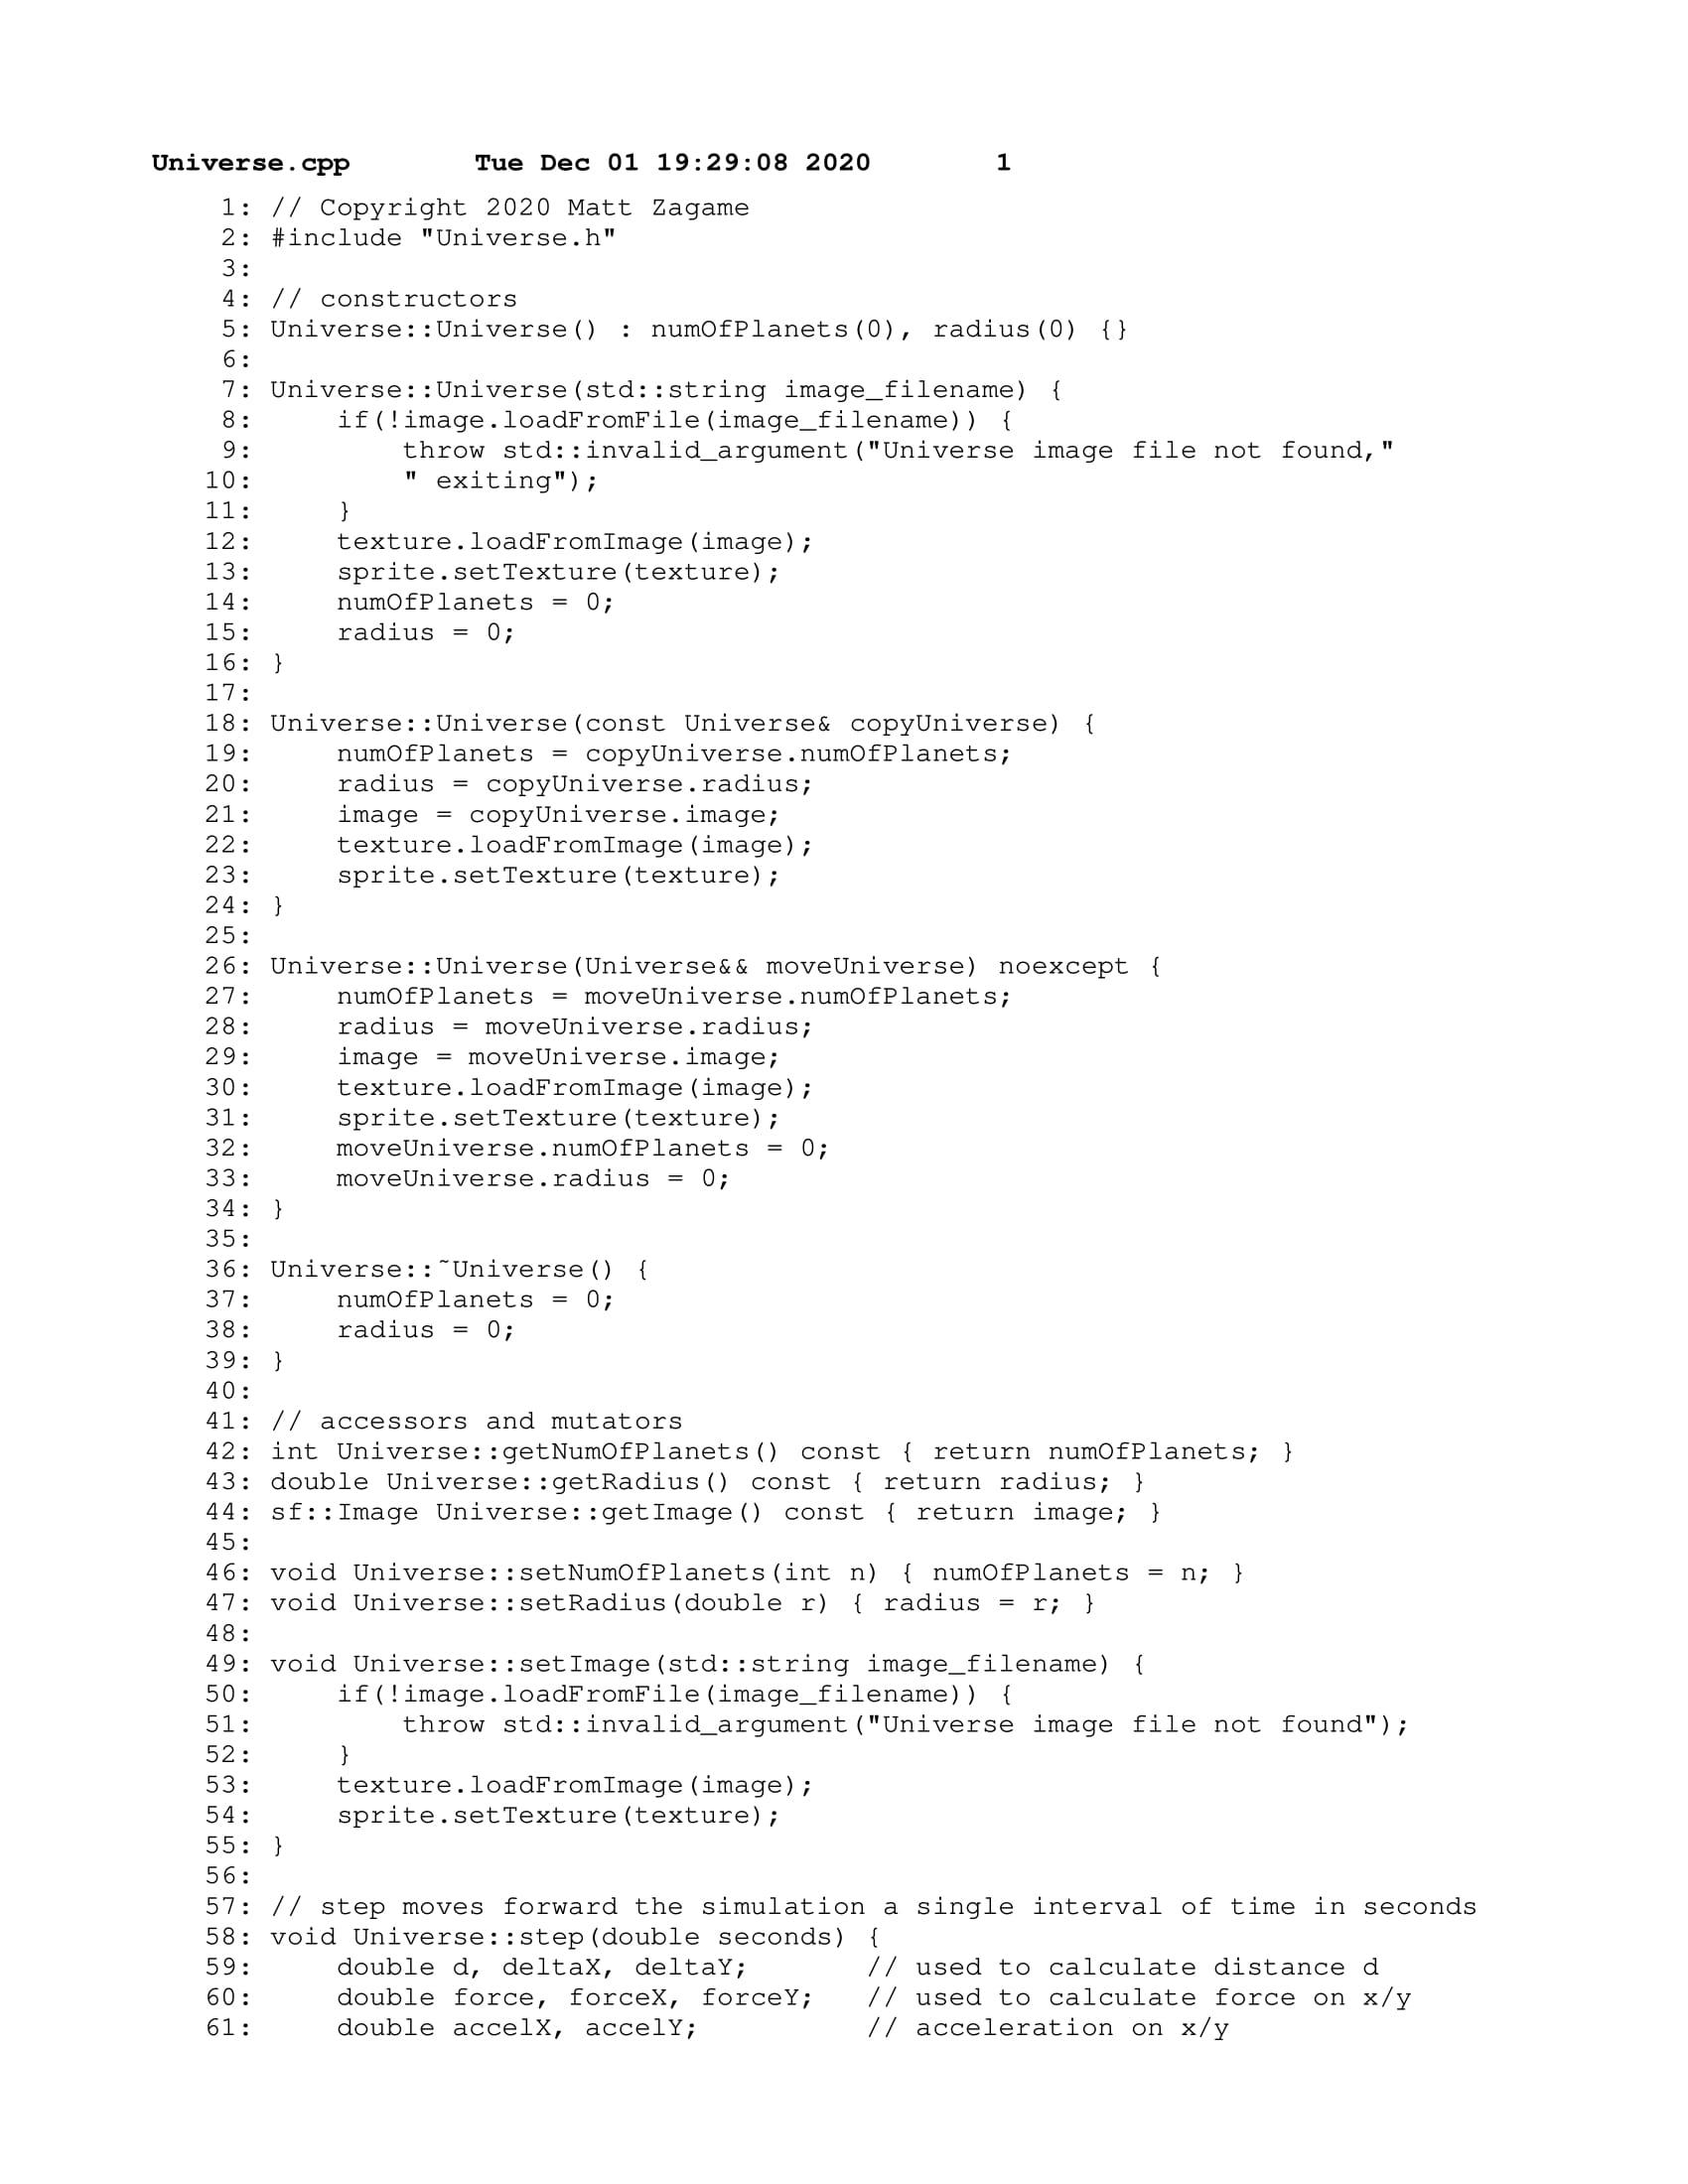 Universe.cpp Tue Dec 01 19:29:08 2020 1
1: // Copyright 2020 Matt Zagame
2: #include "Universe.h"
3:
4: // constructors
5: Universe::Universe() : numOfPlanets(0), radius(0) {}
6:
7: Universe::Universe(std::string image_filename) {
8:     if(!image.loadFromFile(image_filename)) {
9:         throw std::invalid_argument("Universe image file not found,"
10:         " exiting");
11:     }
12:     texture.loadFromImage(image);
13:     sprite.setTexture(texture);
14:     numOfPlanets = 0;
15:     radius = 0;
16: }
17:
18: Universe::Universe(const Universe& copyUniverse) {
19:     numOfPlanets = copyUniverse.numOfPlanets;
20:     radius = copyUniverse.radius;
21:     image = copyUniverse.image;
22:     texture.loadFromImage(image);
23:     sprite.setTexture(texture);
24: }
25:
26: Universe::Universe(Universe&& moveUniverse) noexcept {
27:     numOfPlanets = moveUniverse.numOfPlanets;
28:     radius = moveUniverse.radius;
29:     image = moveUniverse.image;
30:     texture.loadFromImage(image);
31:     sprite.setTexture(texture);
32:     moveUniverse.numOfPlanets = 0;
33:     moveUniverse.radius = 0;
34: }
35:
36: Universe::~Universe() {
37:     numOfPlanets = 0;
38:     radius = 0;
39: }
40:
41: // accessors and mutators
42: int Universe::getNumOfPlanets() const { return numOfPlanets; }
43: double Universe::getRadius() const { return radius; }
44: sf::Image Universe::getImage() const { return image; }
45:
46: void Universe::setNumOfPlanets(int n) { numOfPlanets = n; }
47: void Universe::setRadius(double r) { radius = r; }
48:
49: void Universe::setImage(std::string image_filename) {
50:     if(!image.loadFromFile(image_filename)) {
51:         throw std::invalid_argument("Universe image file not found");
52:     }
53:     texture.loadFromImage(image);
54:     sprite.setTexture(texture);
55: }
56:
57: // step moves forward the simulation a single interval of time in seconds
58: void Universe::step(double seconds) {
59:     double d, deltaX, deltaY;       // used to calculate distance d
60:     double force, forceX, forceY;   // used to calculate force on x/y
61:     double accelX, accelY;          // acceleration on x/y